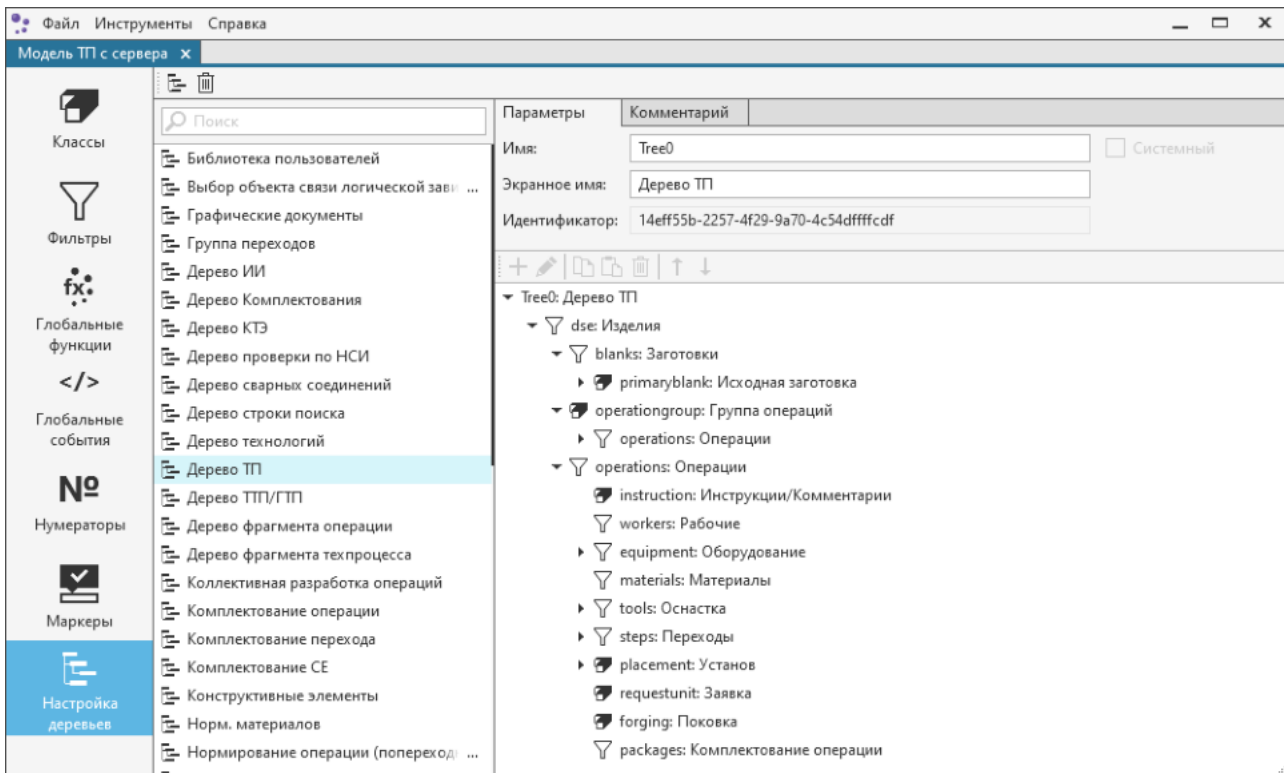 Файл Инструменты Справка
Модель ТП с сервера
Классы
Фильтры
Глобальные
функции
Глобальные
события
Нумераторы
Маркеры
Настройка
деревьев
Поиск
Библиотека пользователей
Выбор объекта связи логической зави ...
Графические документы
Группа переходов
Дерево ИИ
Дерево Комплектования
Дерево КТЭ
Дерево проверки по НСИ
Дерево сварных соединений
Дерево строки поиска
Дерево технологий
Дерево ТП
Дерево ТТП/ГТП
Дерево фрагмента операции
Дерево фрагмента техпроцесса
Коллективная разработка операций
Комплектование операции
Комплектование перехода
Комплектование СЕ
Конструктивные элементы
Норм. материалов
Нормирование операции (попереход ...
Параметры Комментарий
Имя: Tree0 Системный
Экранное имя: Дерево ТП
Идентификатор: 14eff55b-2257-4f29-9a70-4c54dffffcdf
Tree0: Дерево ТП
dse: Изделия
blanks: Заготовки
primaryblank: Исходная заготовка
operationgroup: Группа операций
operations: Операции
operations: Операции
instruction: Инструкции/Комментарии
workers: Рабочие
equipment: Оборудование
materials: Материалы
tools: Оснастка
steps: Переходы
placement: Установ
requestunit: Заявка
forging: Поковка
packages: Комплектование операции